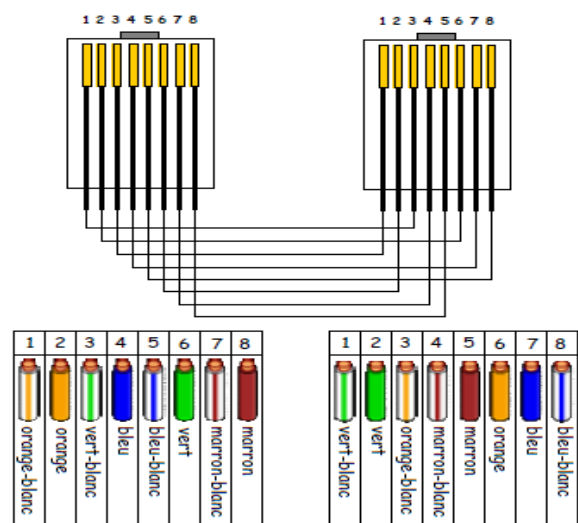 1 2 3 4 5 6 7 8
1 2 3 4 5 6 7 8
1 2 3 4 5 6 7 8
orange-blanc
orange
vert-blanc
bleu
bleu-blanc
vert
marron-blanc
marron
1 2 3 4 5 6 7 8
vert-blanc
vert
orange-blanc
marron-blanc
marron
orange
bleu
bleu-blanc